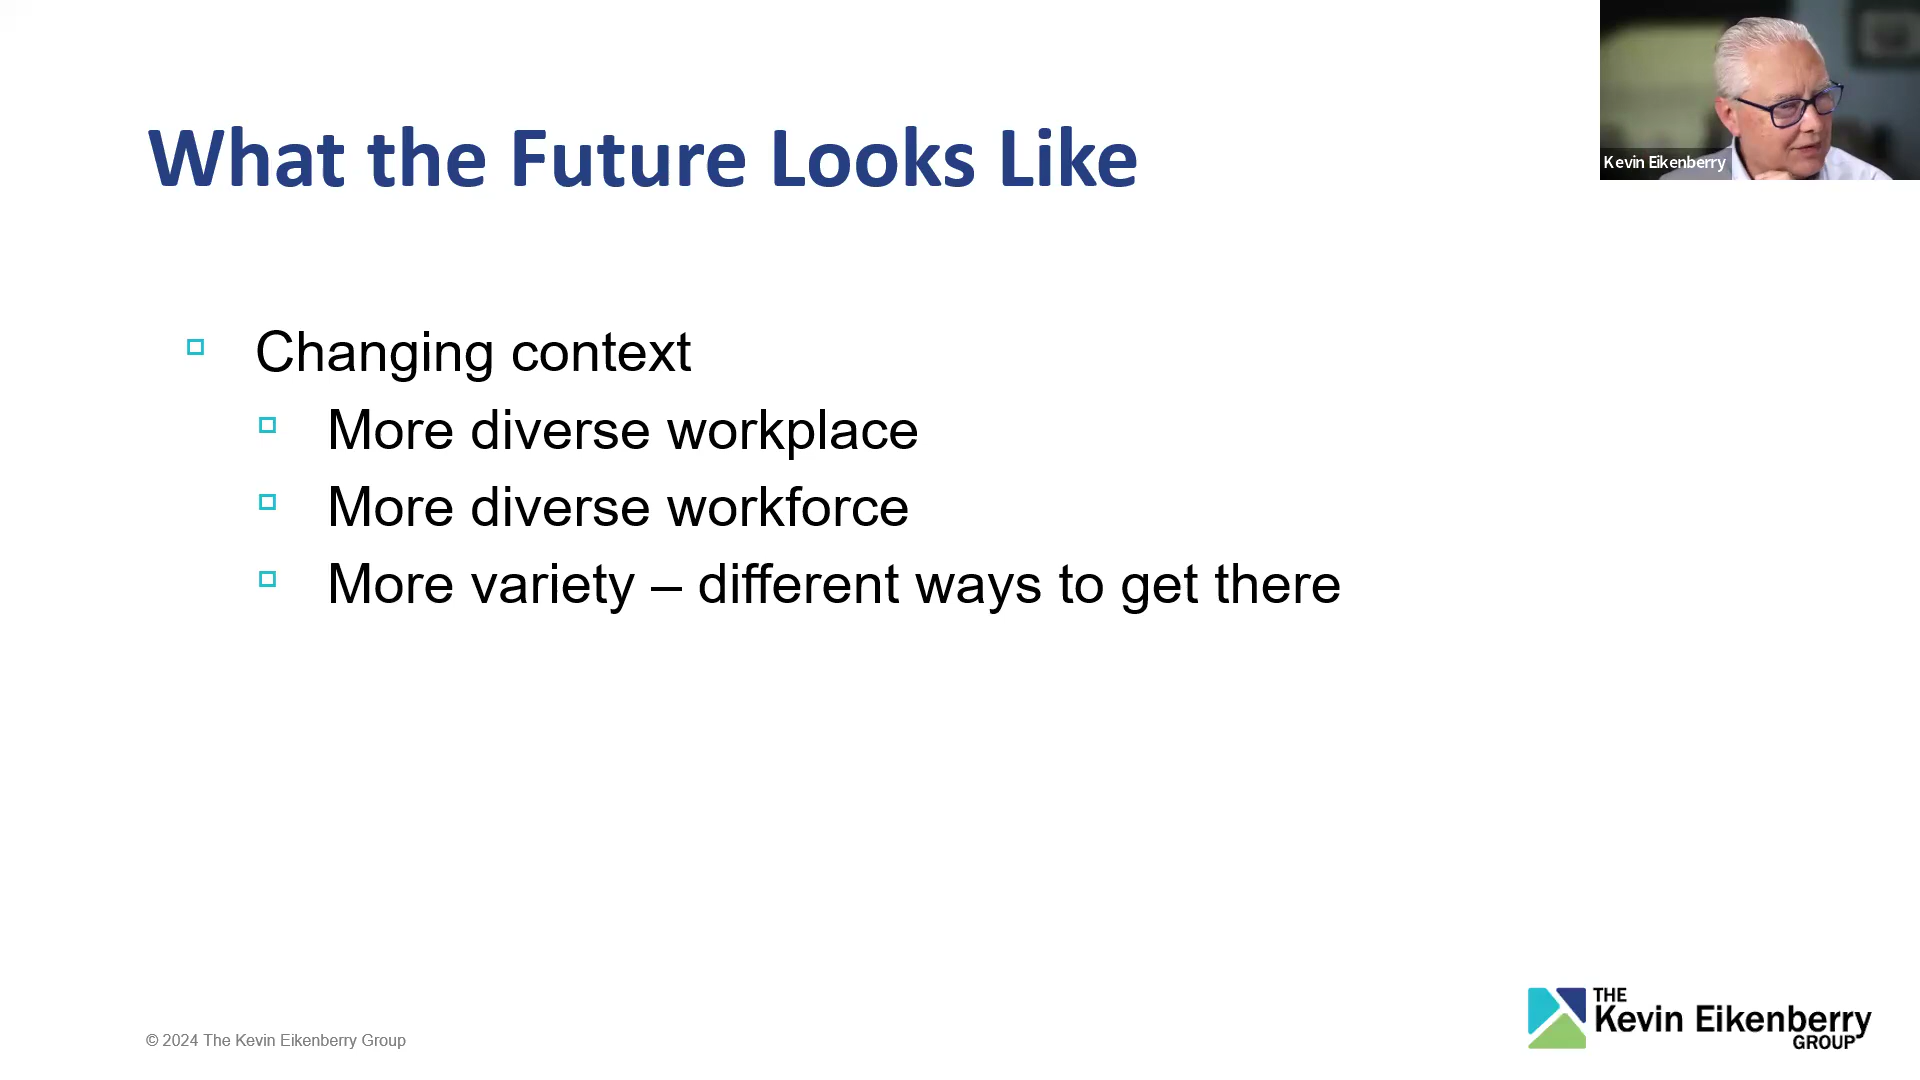 What the Future Looks Like
Kevin Eikenberry
Changing context
More diverse workplace
More diverse workforce
More variety – different ways to get there
© 2024 The Kevin Eikenberry Group
THE
Kevin Eikenberry
GROUP